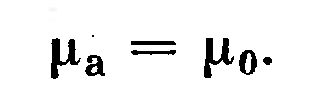 μₐ = μ₀.